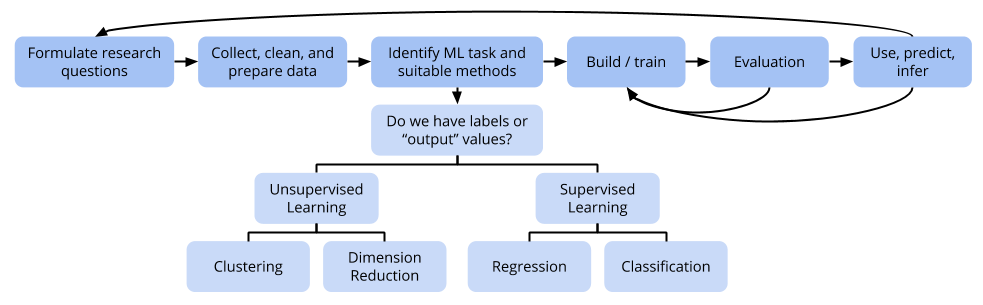 Formulate research
questions
Collect, clean, and
prepare data
Identify ML task and
suitable methods
Build / train
Evaluation
Use, predict,
infer
Do we have labels or
“output” values?
Unsupervised
Learning
Supervised
Learning
Clustering
Dimension
Reduction
Regression
Classification